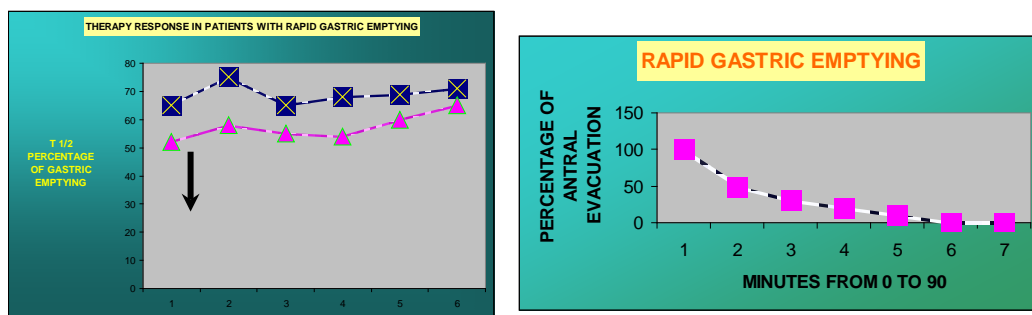 THERAPY RESPONSE IN PATIENTS WITH RAPID GASTRIC EMPTYING
80
70
60
50
40
30
20
10
0
T 1/2
PERCENTAGE
OF GASTRIC
EMPTYING
1 2 3 4 5 6
RAPID GASTRIC EMPTYING
PERCENTAGE OF
ANTRAL
EVACUATION
150
100
50
0
1 2 3 4 5 6 7
MINUTES FROM 0 TO 90